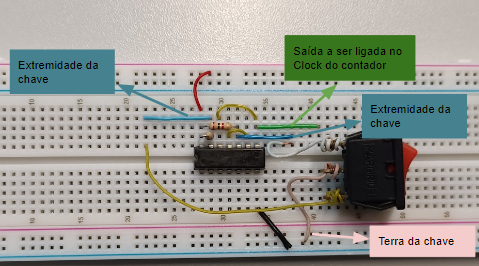 Saída a ser ligada no
Clock do contador
Extremidade da
chave
Extremidade da
chave
Terra da chave